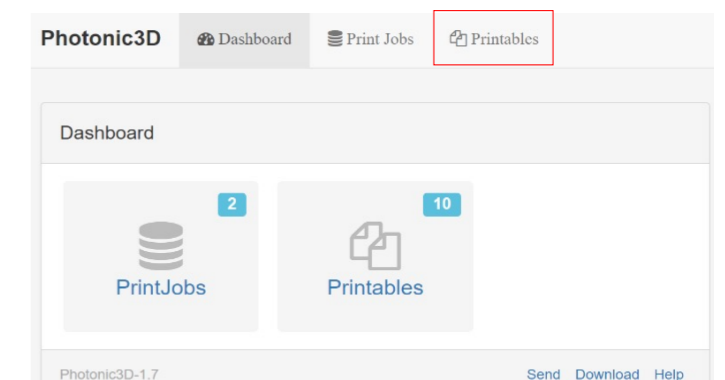 Photonic3D Dashboard Print Jobs Printables
Dashboard
2 10
PrintJobs Printables
Photonic3D-1.7 Send Download Help